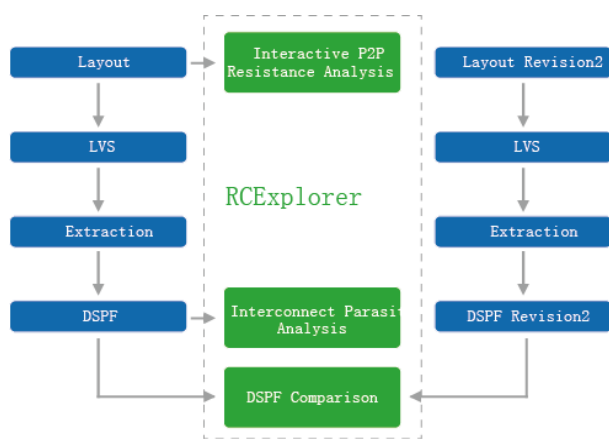 Layout
LVS
Extraction
DSPF
Interactive P2P
Resistance Analysis
RCExplorer
Interconnect Parasit
Analysis
DSPF Comparison
Layout Revision2
LVS
Extraction
DSPF Revision2